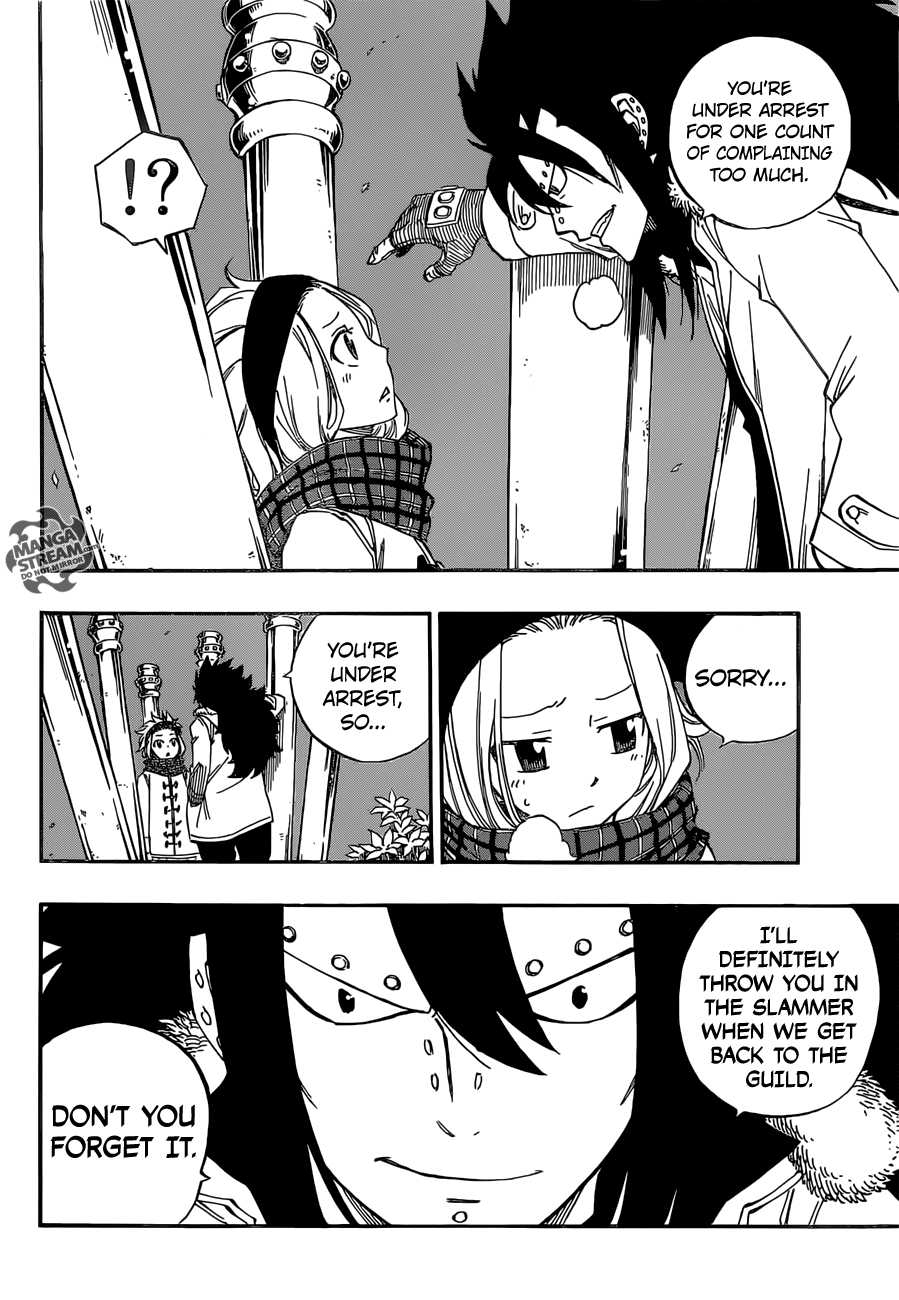 YOU'RE
UNDER ARREST
FOR ONE COUNT
OF COMPLAINING
TOO MUCH.
!?
MANGA
STREAM.com
DO NOT MIRROR
SORRY...
YOU'RE
UNDER
ARREST,
SO...
I'LL
DEFINITELY
THROW YOU IN
THE SLAMMER
WHEN WE GET
BACK TO THE
GUILD.
DON'T YOU
FORGET IT.